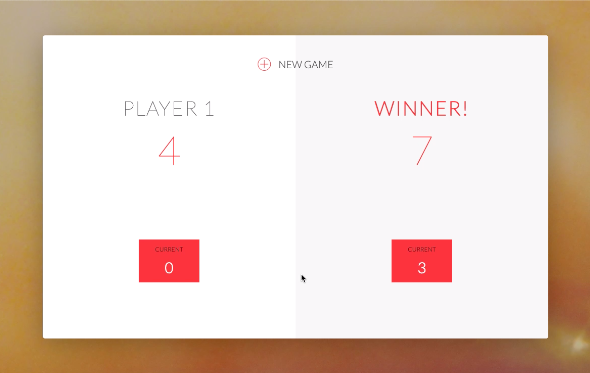 NEW GAME
PLAYER 1
4
CURRENT
0
WINNER!
7
CURRENT
3